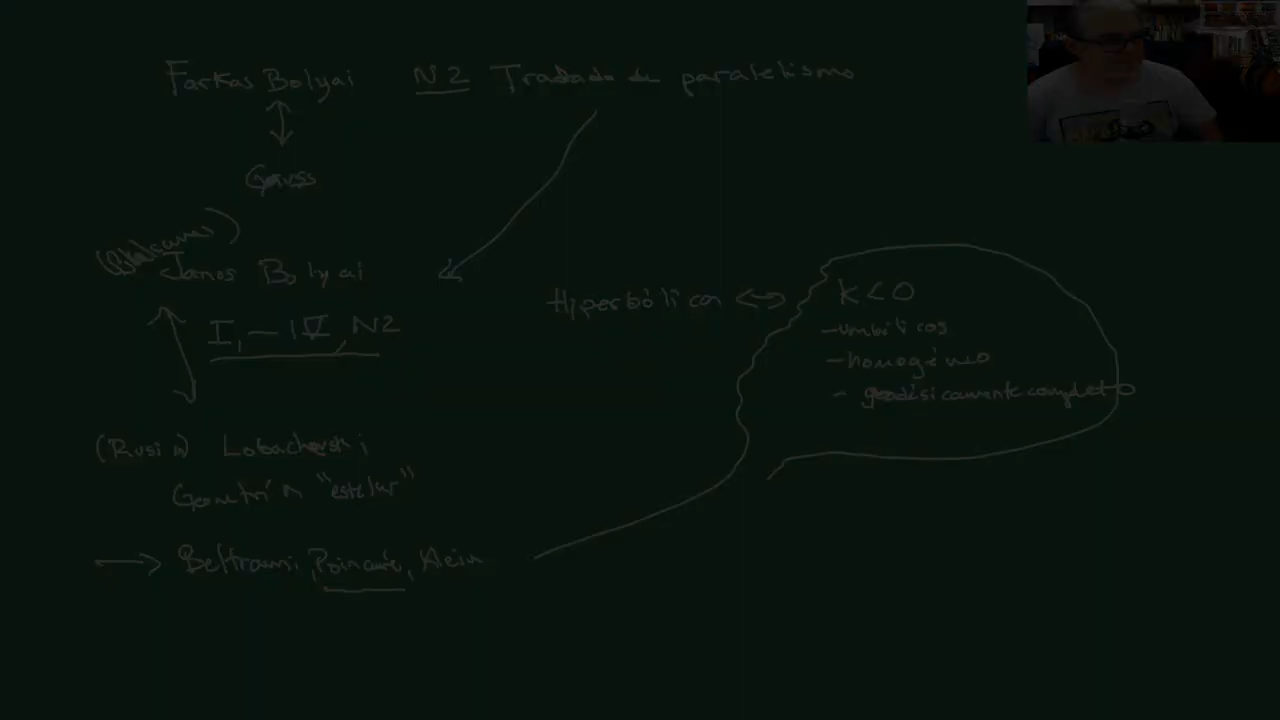 Farkas Bolyai N2 Tratado de paralelismo
Gauss
Janos Bolyai
I, - IV, N2
Hiperbólica K<0
- umbílicos
- homogéneo
- geodésicamente completo
(Rusia) Lobachevski
Geometría "estelar"
Beltrami, Poincaré, Klein